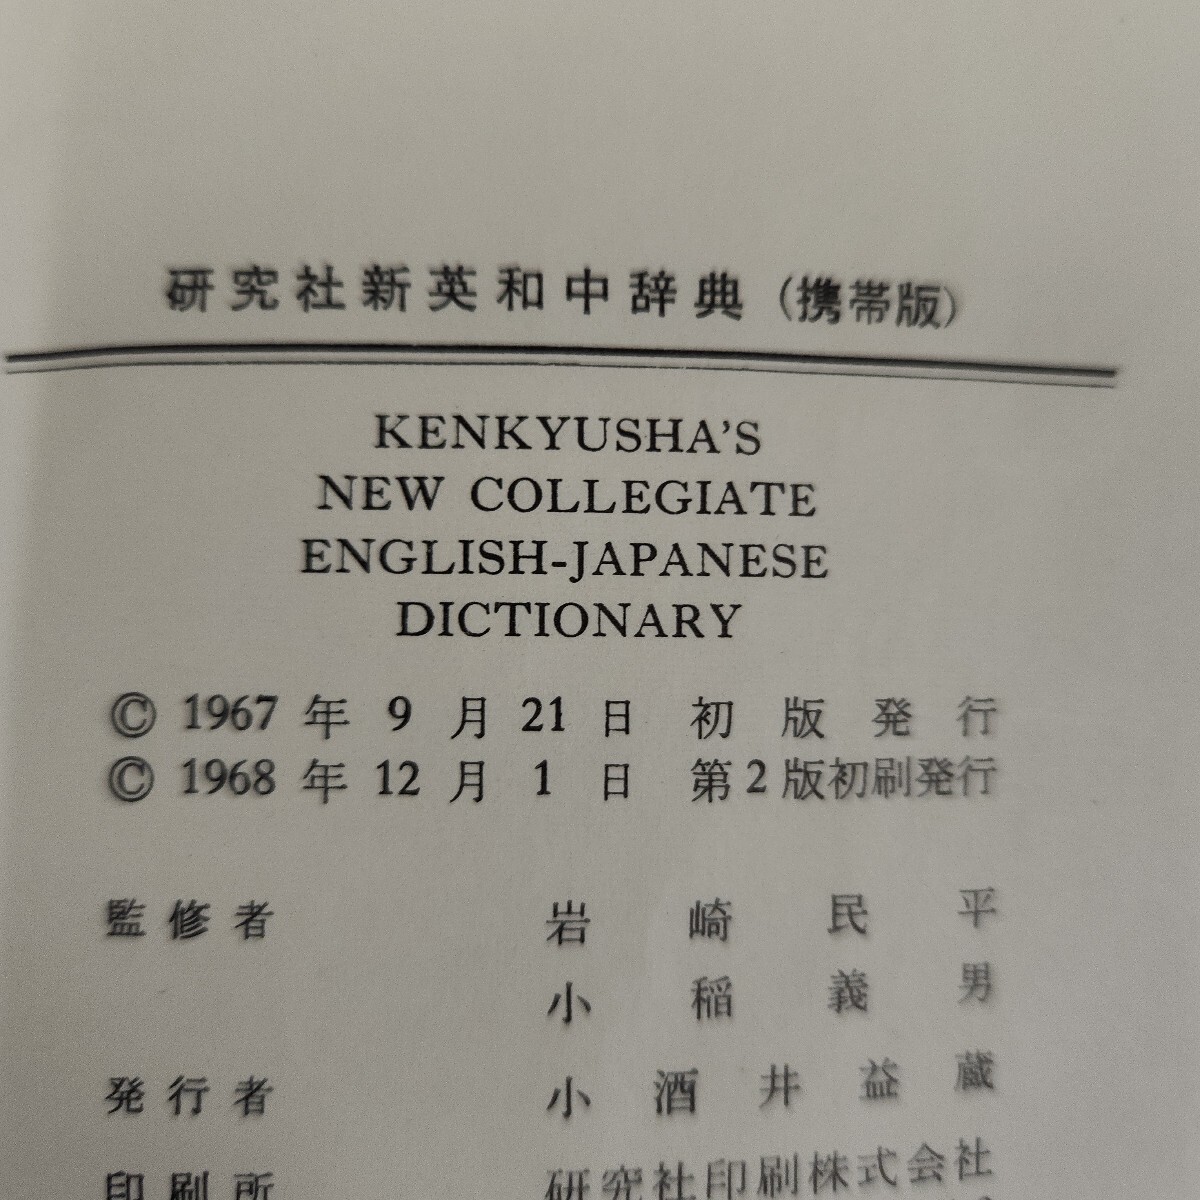 研究社新英和中辞典（携帯版）
KENKYUSHA'S
NEW COLLEGIATE
ENGLISH-JAPANESE
DICTIONARY
© 1967 年 9 月 21 日 初 版 発 行
© 1968 年 12 月 1 日 第 2 版初刷発行
監修者 岩崎民平
小稲義男
発行者 小酒井益蔵
印刷所 研究社印刷株式会社